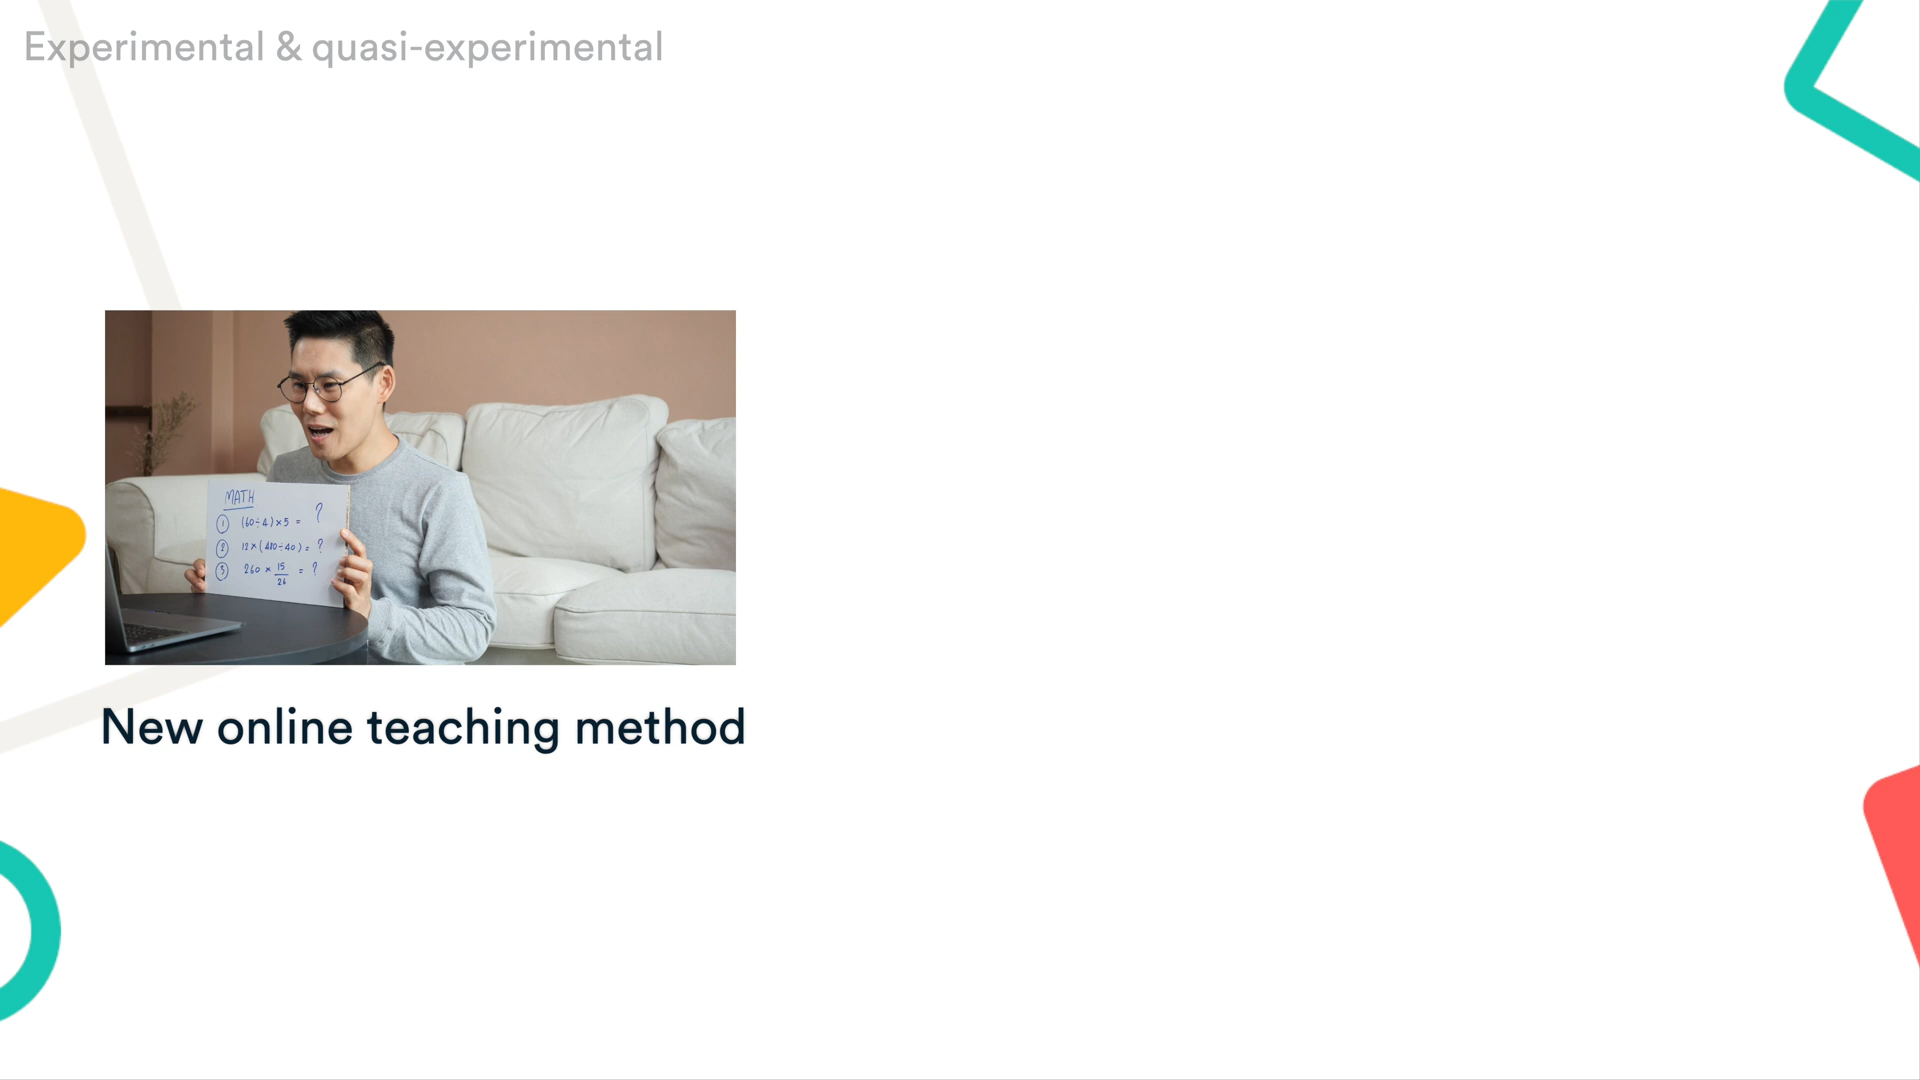 Experimental & quasi-experimental
MATH
① (60÷4)×5 = ?
② 12×(480÷40) = ?
③ 260 × 15/26 = ?
New online teaching method